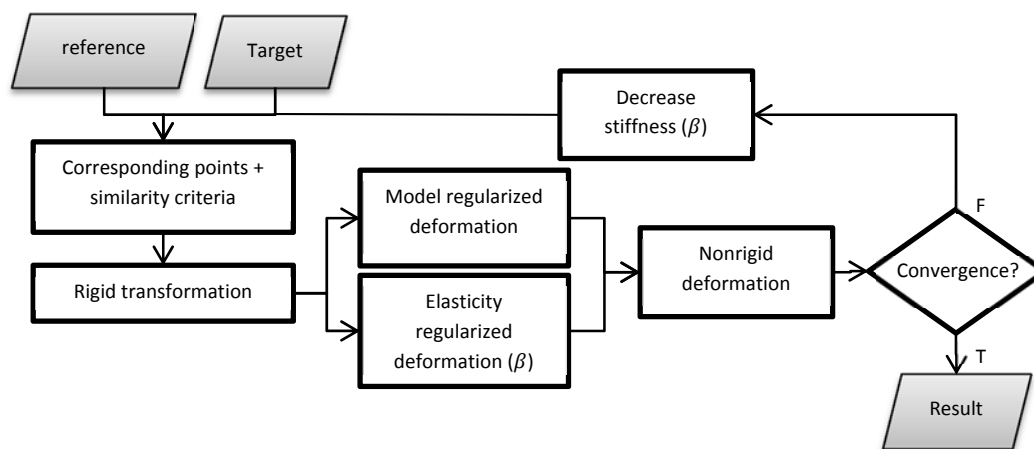 reference
Target
Decrease
stiffness (β)
Corresponding points +
similarity criteria
Model regularized
deformation
F
Rigid transformation
Nonrigid
deformation
Convergence?
Elasticity
regularized
deformation (β)
T
Result